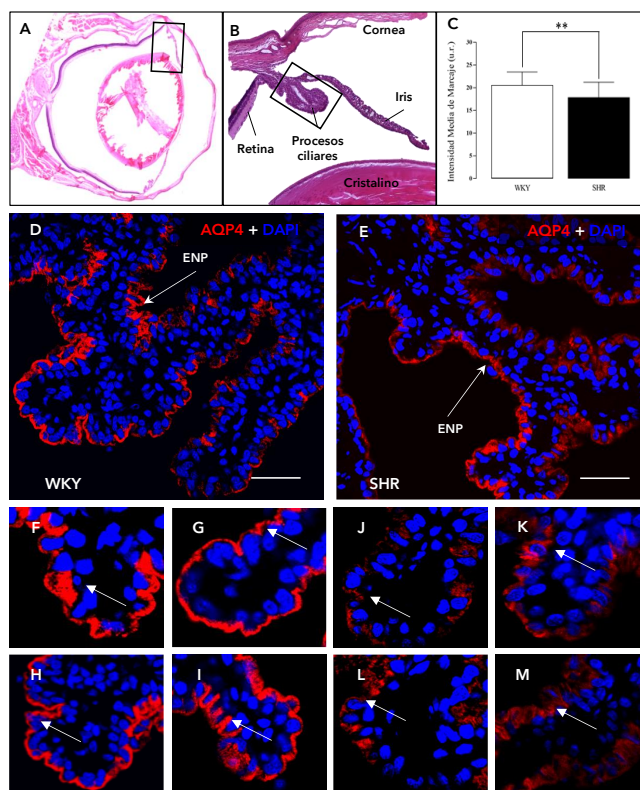 A
B
Cornea
Iris
Retina
Procesos
ciliares
Cristalino
C
**
Intensidad Media de Marcaje (u.r.)
30
25
20
15
10
5
0
WKY
SHR
D
AQP4 + DAPI
ENP
WKY
E
AQP4 + DAPI
ENP
SHR
F
G
J
K
H
I
L
M